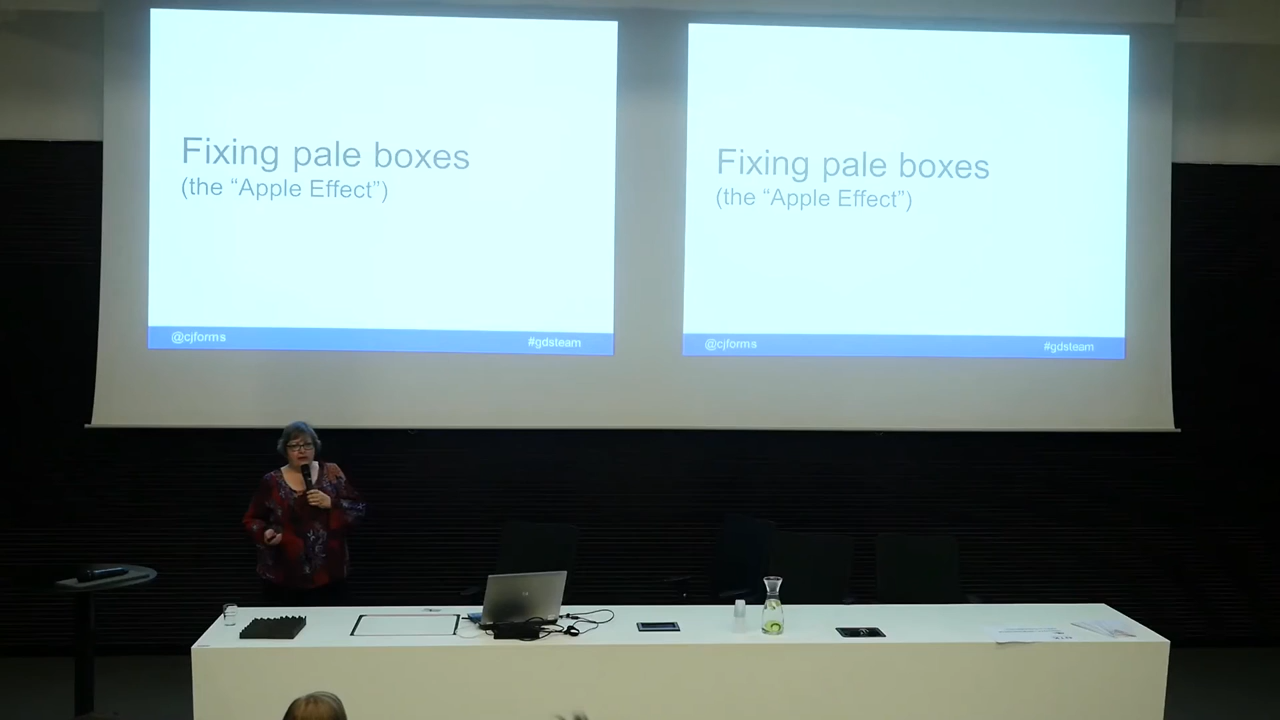 Fixing pale boxes
(the “Apple Effect”)
@cjforms
#gdsteam
Fixing pale boxes
(the “Apple Effect”)
@cjforms
#gdsteam